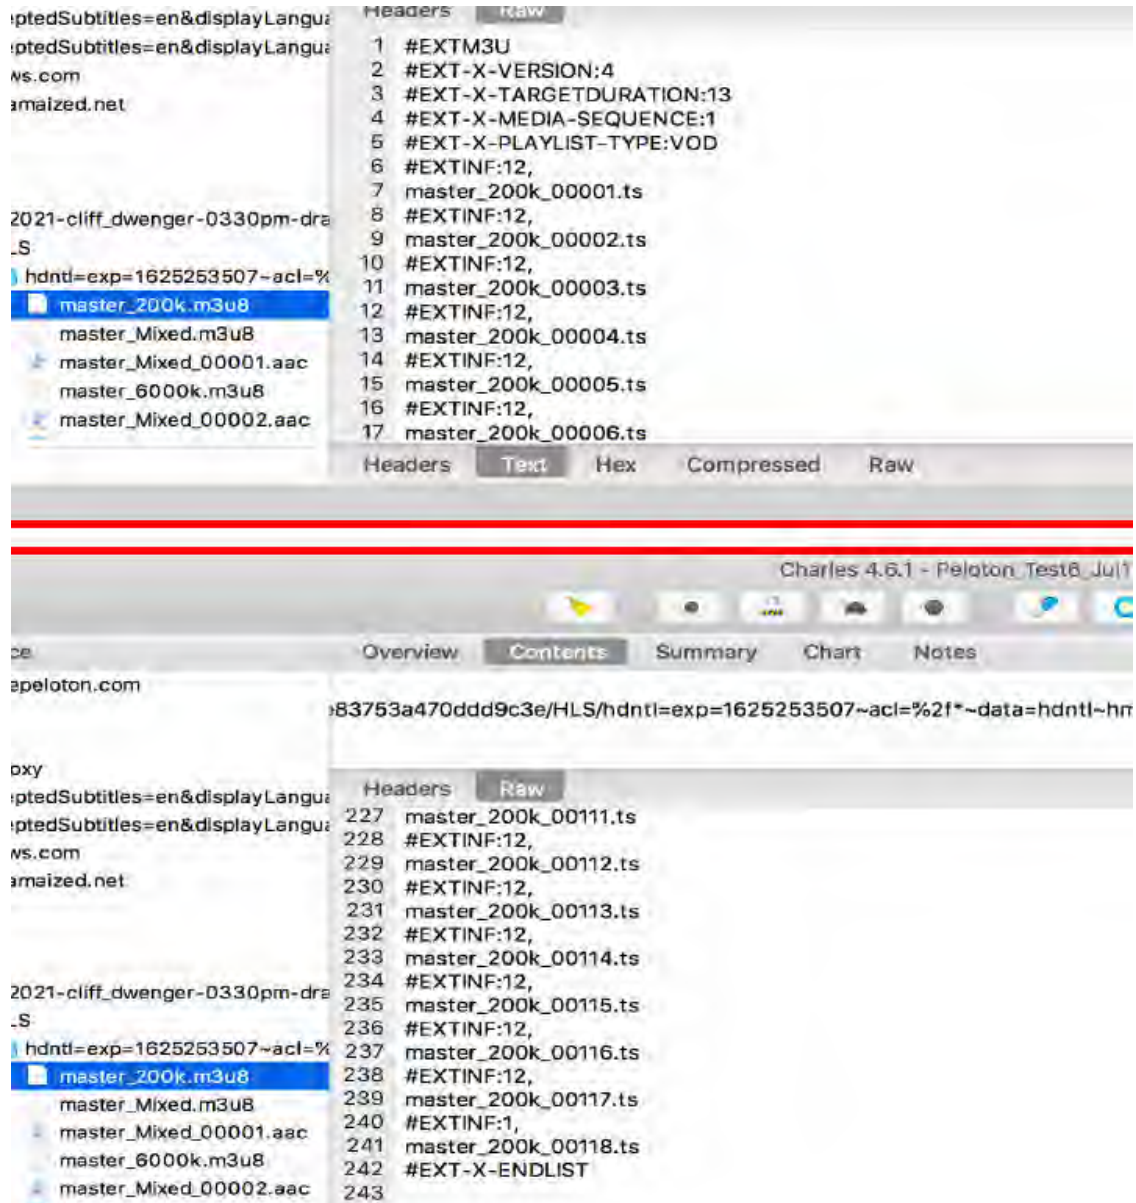 ptedSubtitles=en&displayLangua
ptedSubtitles=en&displayLangua
ws.com
amaized.net
2021-cliff_dwenger-0330pm-dra
LS
hdntl=exp=1625253507~acl=%
master_200k.m3u8
master_Mixed.m3u8
master_Mixed_00001.aac
master_6000k.m3u8
master_Mixed_00002.aac
Headers Raw
1 #EXTM3U
2 #EXT-X-VERSION:4
3 #EXT-X-TARGETDURATION:13
4 #EXT-X-MEDIA-SEQUENCE:1
5 #EXT-X-PLAYLIST-TYPE:VOD
6 #EXTINF:12,
7 master_200k_00001.ts
8 #EXTINF:12,
9 master_200k_00002.ts
10 #EXTINF:12,
11 master_200k_00003.ts
12 #EXTINF:12,
13 master_200k_00004.ts
14 #EXTINF:12,
15 master_200k_00005.ts
16 #EXTINF:12,
17 master_200k_00006.ts
Headers Text Hex Compressed Raw
Charles 4.6.1 - Peloton_Test6_Jul1
ce
epeloton.com
oxy
ptedSubtitles=en&displayLangua
ptedSubtitles=en&displayLangua
ws.com
amaized.net
2021-cliff_dwenger-0330pm-dra
LS
hdntl=exp=1625253507~acl=%
master_200k.m3u8
master_Mixed.m3u8
master_Mixed_00001.aac
master_6000k.m3u8
master_Mixed_00002.aac
Overview Contents Summary Chart Notes
e83753a470ddd9c3e/HLS/hdntl=exp=1625253507~acl=%2f*~data=hdntl~hm
Headers Raw
227 master_200k_00111.ts
228 #EXTINF:12,
229 master_200k_00112.ts
230 #EXTINF:12,
231 master_200k_00113.ts
232 #EXTINF:12,
233 master_200k_00114.ts
234 #EXTINF:12,
235 master_200k_00115.ts
236 #EXTINF:12,
237 master_200k_00116.ts
238 #EXTINF:12,
239 master_200k_00117.ts
240 #EXTINF:1,
241 master_200k_00118.ts
242 #EXT-X-ENDLIST
243